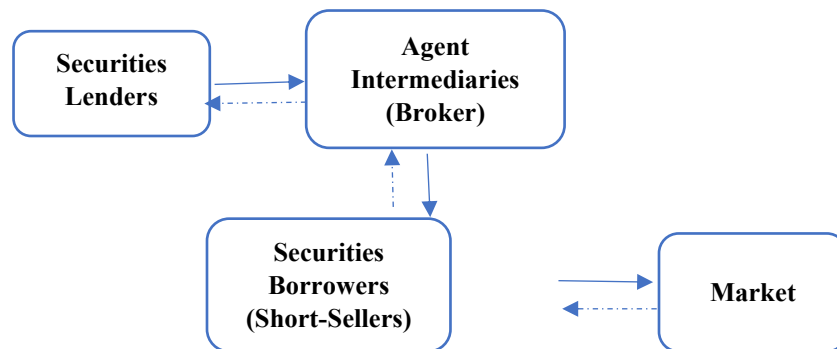 Securities
Lenders
Agent
Intermediaries
(Broker)
Securities
Borrowers
(Short-Sellers)
Market